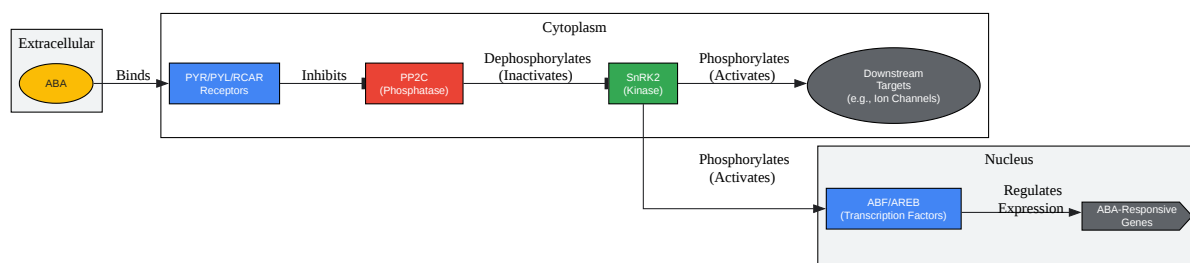 Extracellular
ABA
Binds
Cytoplasm
PYR/PYL/RCAR
Receptors
Inhibits
PP2C
(Phosphatase)
Dephosphorylates
(Inactivates)
SnRK2
(Kinase)
Phosphorylates
(Activates)
Downstream
Targets
(e.g., Ion Channels)
Phosphorylates
(Activates)
Nucleus
ABF/AREB
(Transcription Factors)
Regulates
Expression
ABA-Responsive
Genes